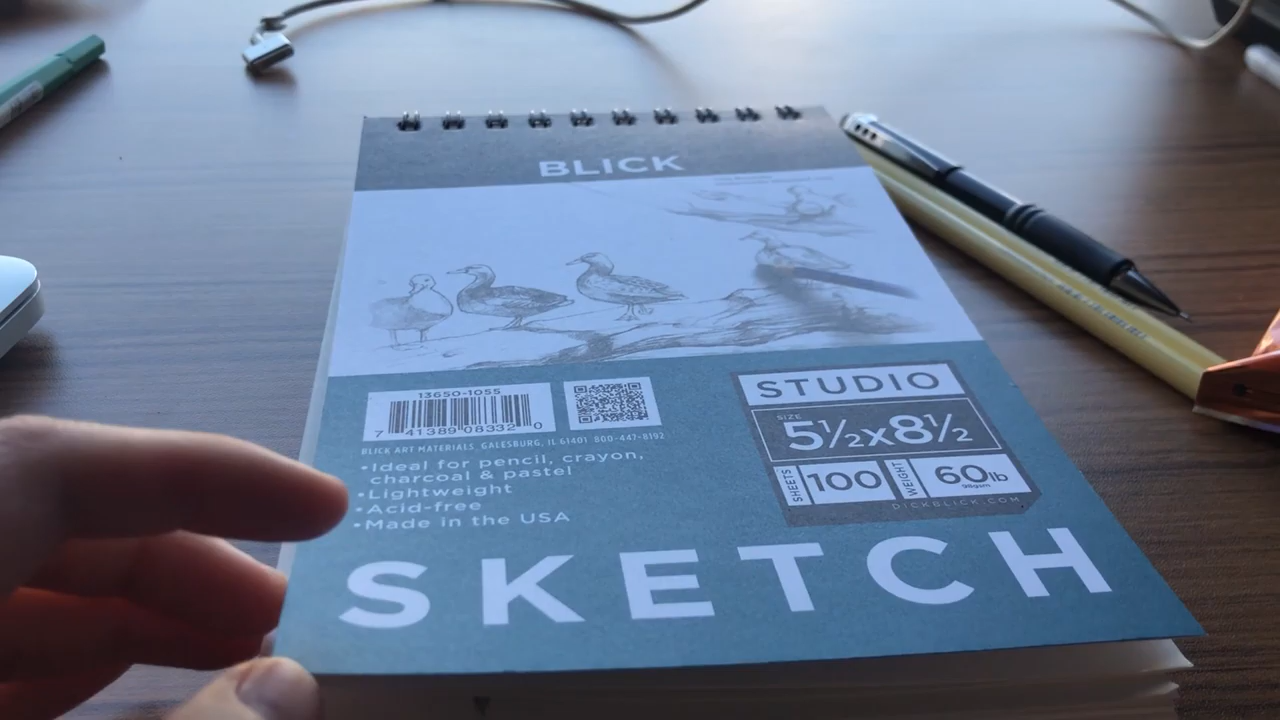 BLICK
13650-1055
7 41389 08332 0
BLICK ART MATERIALS GALESBURG, IL 61401 800-447-8192
•Ideal for pencil, crayon,
charcoal & pastel
•Lightweight
•Acid-free
•Made in the USA
STUDIO
SIZE
5½x8½
SHEETS
100
WEIGHT
60lb
DICKBLICK.COM
SKETCH